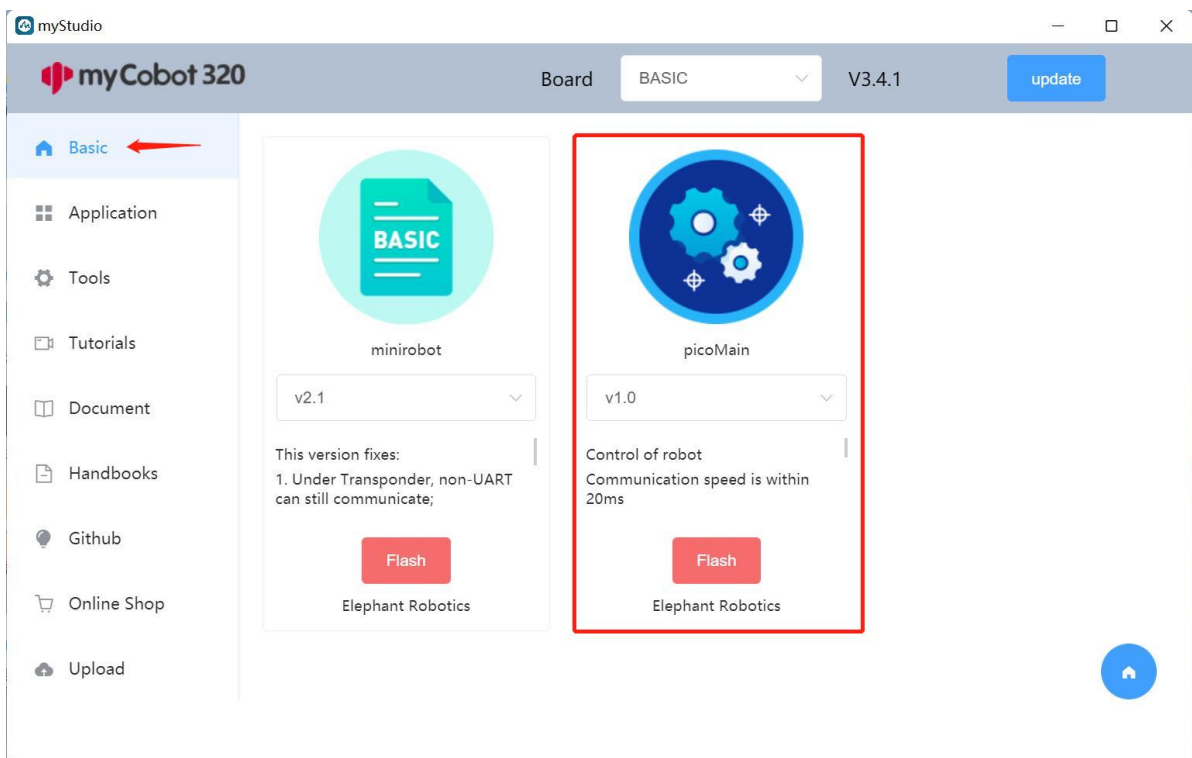 myStudio
myCobot 320
Board
BASIC
V3.4.1
update
Basic
Application
Tools
Tutorials
Document
Handbooks
Github
Online Shop
Upload
BASIC
minirobot
v2.1
This version fixes:
1. Under Transponder, non-UART
can still communicate;
Flash
Elephant Robotics
picoMain
v1.0
Control of robot
Communication speed is within
20ms
Flash
Elephant Robotics